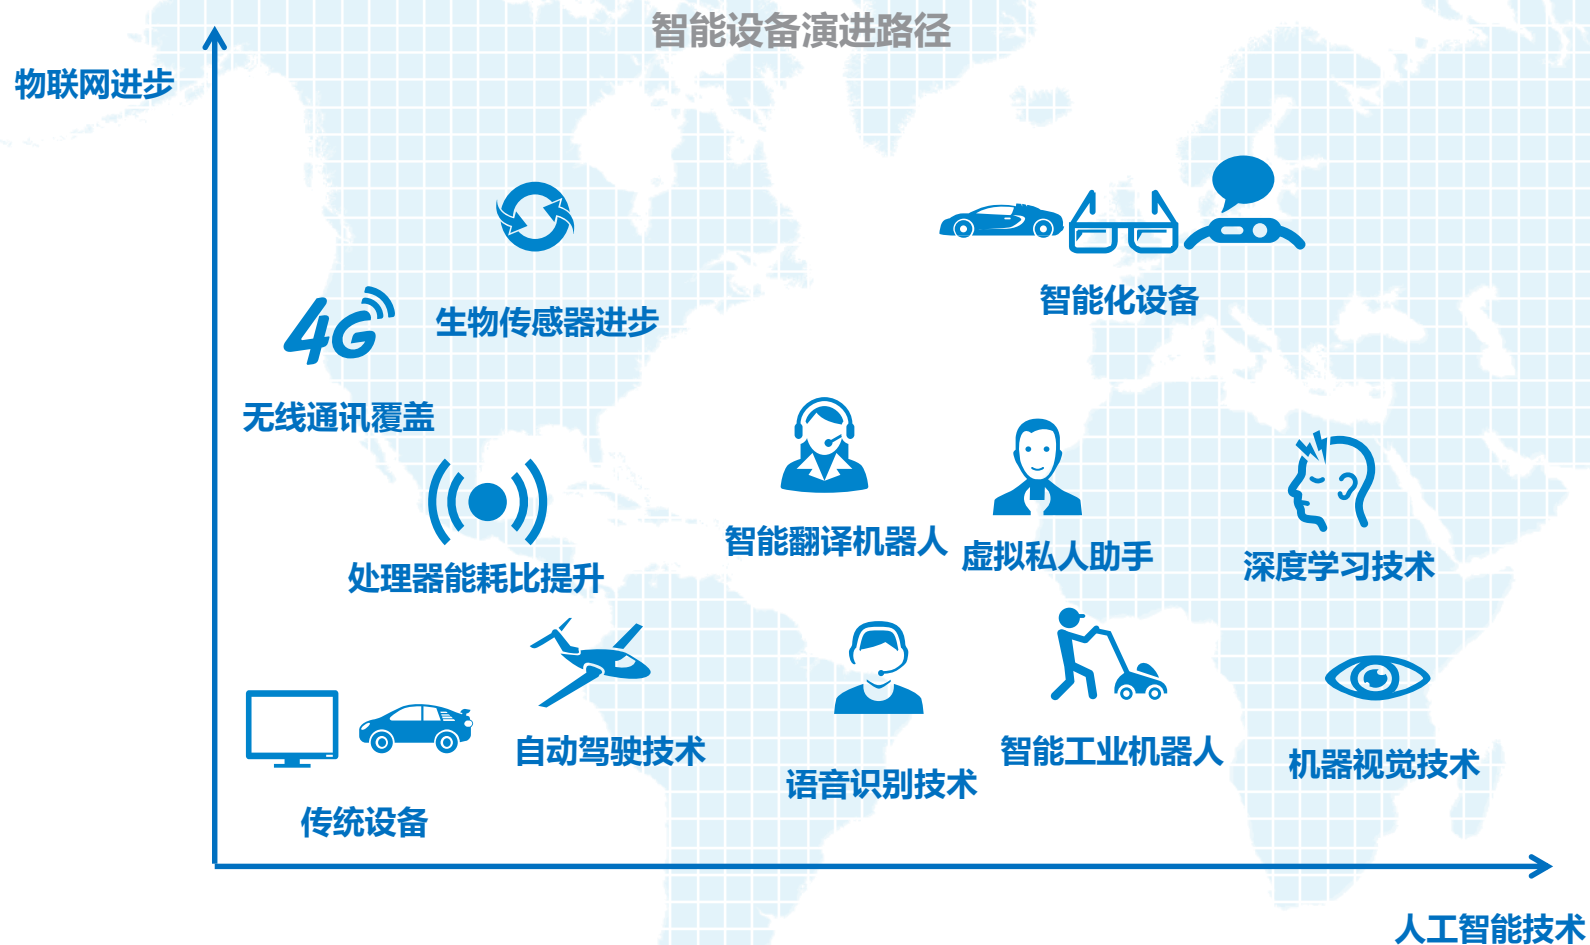 智能设备演进路径
物联网进步
智能化设备
生物传感器进步
4G
无线通讯覆盖
智能翻译机器人
虚拟私人助手
深度学习技术
处理器能耗比提升
自动驾驶技术
智能工业机器人
机器视觉技术
语音识别技术
传统设备
人工智能技术